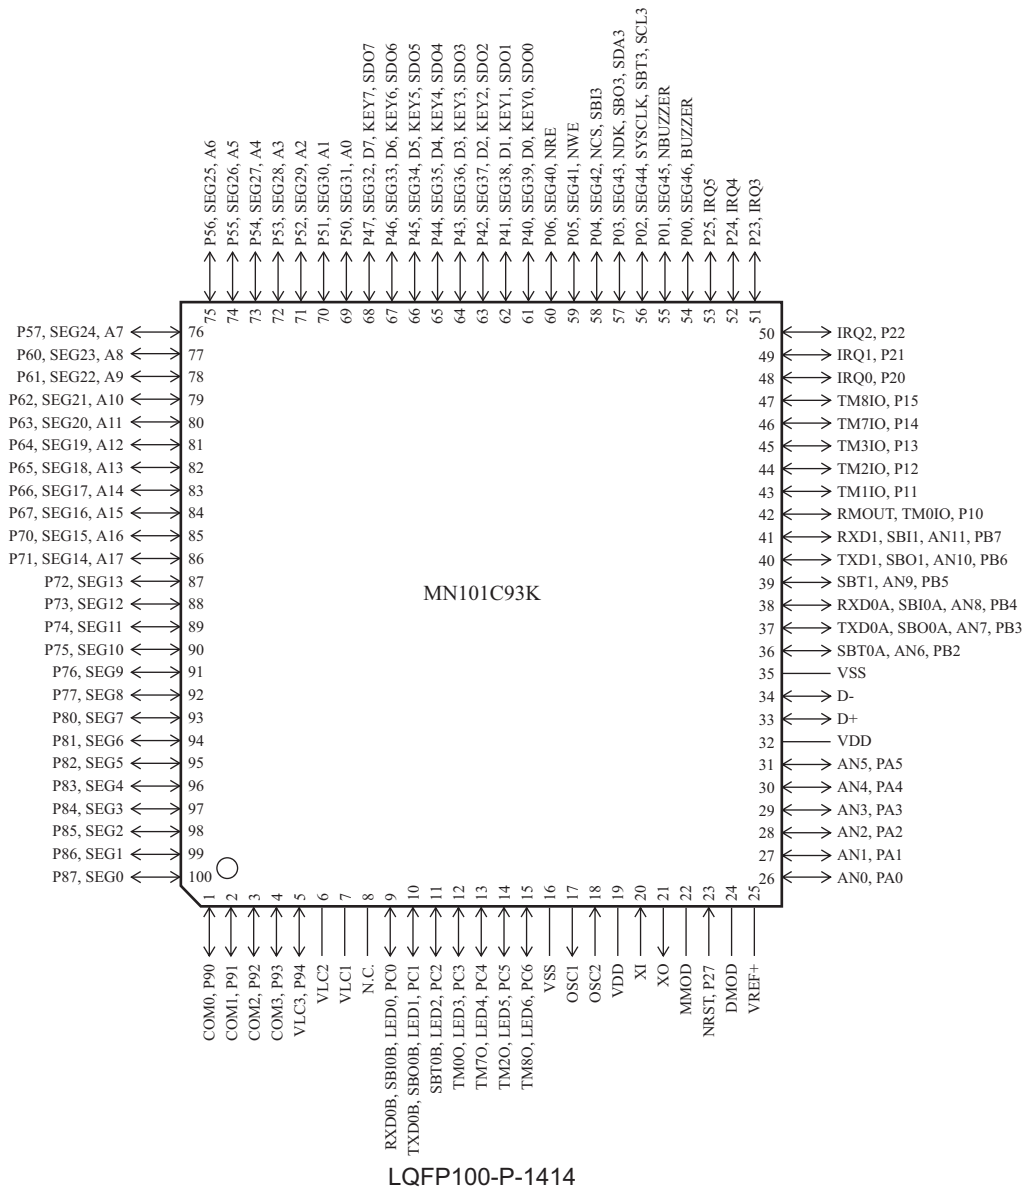 P56, SEG25, A6
P55, SEG26, A5
P54, SEG27, A4
P53, SEG28, A3
P52, SEG29, A2
P51, SEG30, A1
P50, SEG31, A0
P47, SEG32, D7, KEY7, SDO7
P46, SEG33, D6, KEY6, SDO6
P45, SEG34, D5, KEY5, SDO5
P44, SEG35, D4, KEY4, SDO4
P43, SEG36, D3, KEY3, SDO3
P42, SEG37, D2, KEY2, SDO2
P41, SEG38, D1, KEY1, SDO1
P40, SEG39, D0, KEY0, SDO0
P06, SEG40, NRE
P05, SEG41, NWE
P04, SEG42, NCS, SBI3
P03, SEG43, NDK, SBO3, SDA3
P02, SEG44, SYSCLK, SBT3, SCL3
P01, SEG45, NBUZZER
P00, SEG46, BUZZER
P25, IRQ5
P24, IRQ4
P23, IRQ3
75 74 73 72 71 70 69 68 67 66 65 64 63 62 61 60 59 58 57 56 55 54 53 52 51
P57, SEG24, A7 76
P60, SEG23, A8 77
P61, SEG22, A9 78
P62, SEG21, A10 79
P63, SEG20, A11 80
P64, SEG19, A12 81
P65, SEG18, A13 82
P66, SEG17, A14 83
P67, SEG16, A15 84
P70, SEG15, A16 85
P71, SEG14, A17 86
P72, SEG13 87
P73, SEG12 88
P74, SEG11 89
P75, SEG10 90
P76, SEG9 91
P77, SEG8 92
P80, SEG7 93
P81, SEG6 94
P82, SEG5 95
P83, SEG4 96
P84, SEG3 97
P85, SEG2 98
P86, SEG1 99
P87, SEG0 100
MN101C93K
50 IRQ2, P22
49 IRQ1, P21
48 IRQ0, P20
47 TM8IO, P15
46 TM7IO, P14
45 TM3IO, P13
44 TM2IO, P12
43 TM1IO, P11
42 RMOUT, TM0IO, P10
41 RXD1, SBI1, AN11, PB7
40 TXD1, SBO1, AN10, PB6
39 SBT1, AN9, PB5
38 RXD0A, SBI0A, AN8, PB4
37 TXD0A, SBO0A, AN7, PB3
36 SBT0A, AN6, PB2
35 VSS
34 D-
33 D+
32 VDD
31 AN5, PA5
30 AN4, PA4
29 AN3, PA3
28 AN2, PA2
27 AN1, PA1
26 AN0, PA0
1 2 3 4 5 6 7 8 9 10 11 12 13 14 15 16 17 18 19 20 21 22 23 24 25
COM0, P90
COM1, P91
COM2, P92
COM3, P93
VLC3, P94
VLC2
VLC1
N.C.
RXD0B, SBI0B, LED0, PC0
TXD0B, SBO0B, LED1, PC1
SBT0B, LED2, PC2
TM0O, LED3, PC3
TM7O, LED4, PC4
TM2O, LED5, PC5
TM8O, LED6, PC6
VSS
OSC1
OSC2
VDD
XI
XO
MMOD
NRST, P27
DMOD
VREF+
LQFP100-P-1414